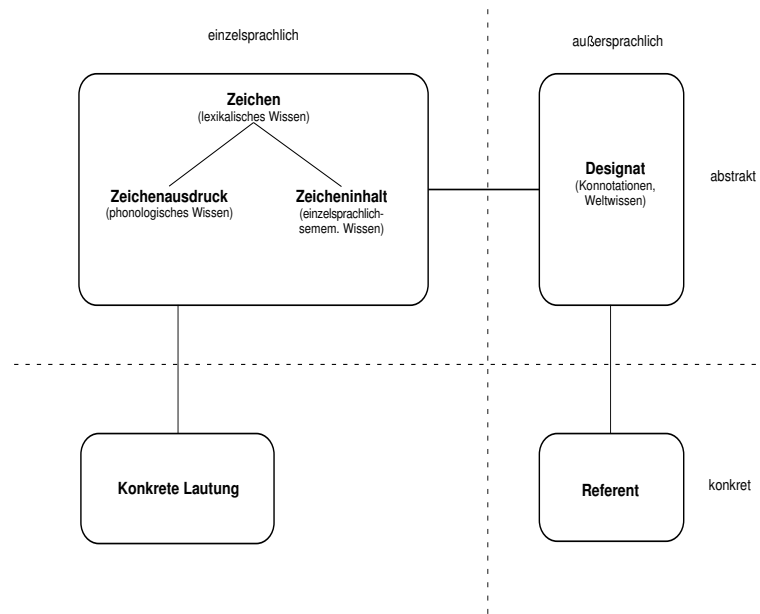 einzelsprachlich
außersprachlich
Zeichen
(lexikalisches Wissen)
Zeichenausdruck
(phonologisches Wissen)
Zeicheninhalt
(einzelsprachlich-
semem. Wissen)
Designat
(Konnotationen,
Weltwissen)
abstrakt
Konkrete Lautung
Referent
konkret